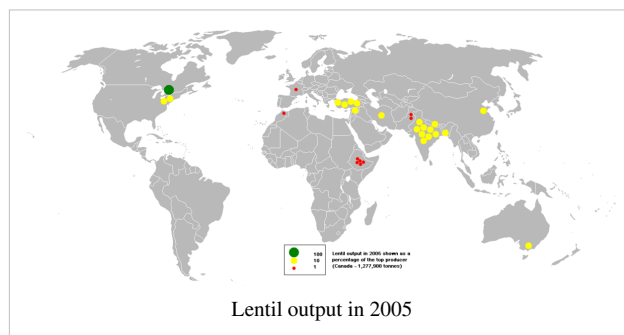 100
10
1
Lentil output in 2005 shown as a
percentage of the top producer
(Canada - 1,277,900 tonnes)
Lentil output in 2005